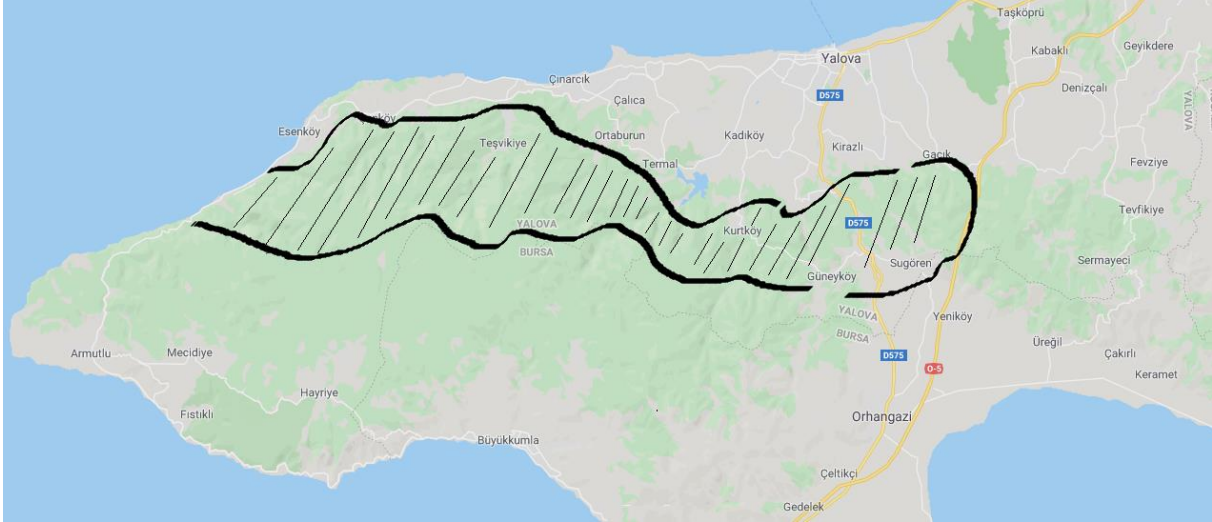 Taşköprü
Kabaklı
Geyikdere
Yalova
Çınarcık
Denizçalı
D575
Çalıca
YALOVA
Esenköy
Ortaburun
Kadıköy
Teşvikiye
Kirazlı
Gacık
Termal
Fevziye
Tevfikiye
YALOVA
BURSA
Kurtköy
D575
Sugören
Sermayeci
Güneyköy
YALOVA
BURSA
Yeniköy
Üreğil
Armutlu
Mecidiye
D575
Çakırlı
O-5
Keramet
Hayriye
Fıstıklı
Orhangazi
Büyükkumla
Çeltikçi
Gedelek